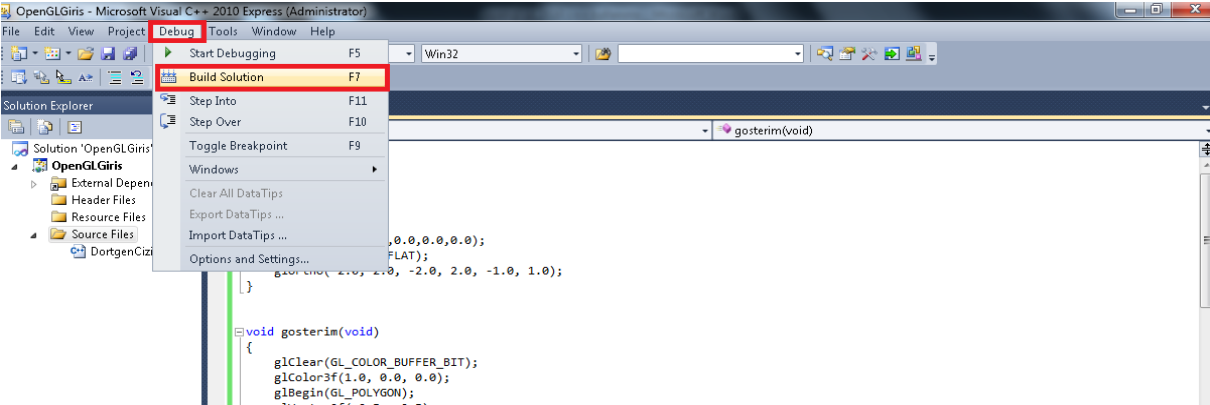 OpenGLGiris - Microsoft Visual C++ 2010 Express (Administrator)
File Edit View Project Debug Tools Window Help
Start Debugging F5
Win32
Build Solution F7
Solution Explorer
Step Into F11
Step Over F10
gosterim(void)
Solution 'OpenGLGiris'
Toggle Breakpoint F9
OpenGLGiris
Windows
External Depen
Clear All DataTips
Header Files
Resource Files
Export DataTips ...
Source Files
Import DataTips ...
,0.0,0.0,0.0);
DortgenCizi
FLAT);
Options and Settings...
glOrtho(-2.0, 2.0, -2.0, 2.0, -1.0, 1.0);
}
void gosterim(void)
{
glClear(GL_COLOR_BUFFER_BIT);
glColor3f(1.0, 0.0, 0.0);
glBegin(GL_POLYGON);